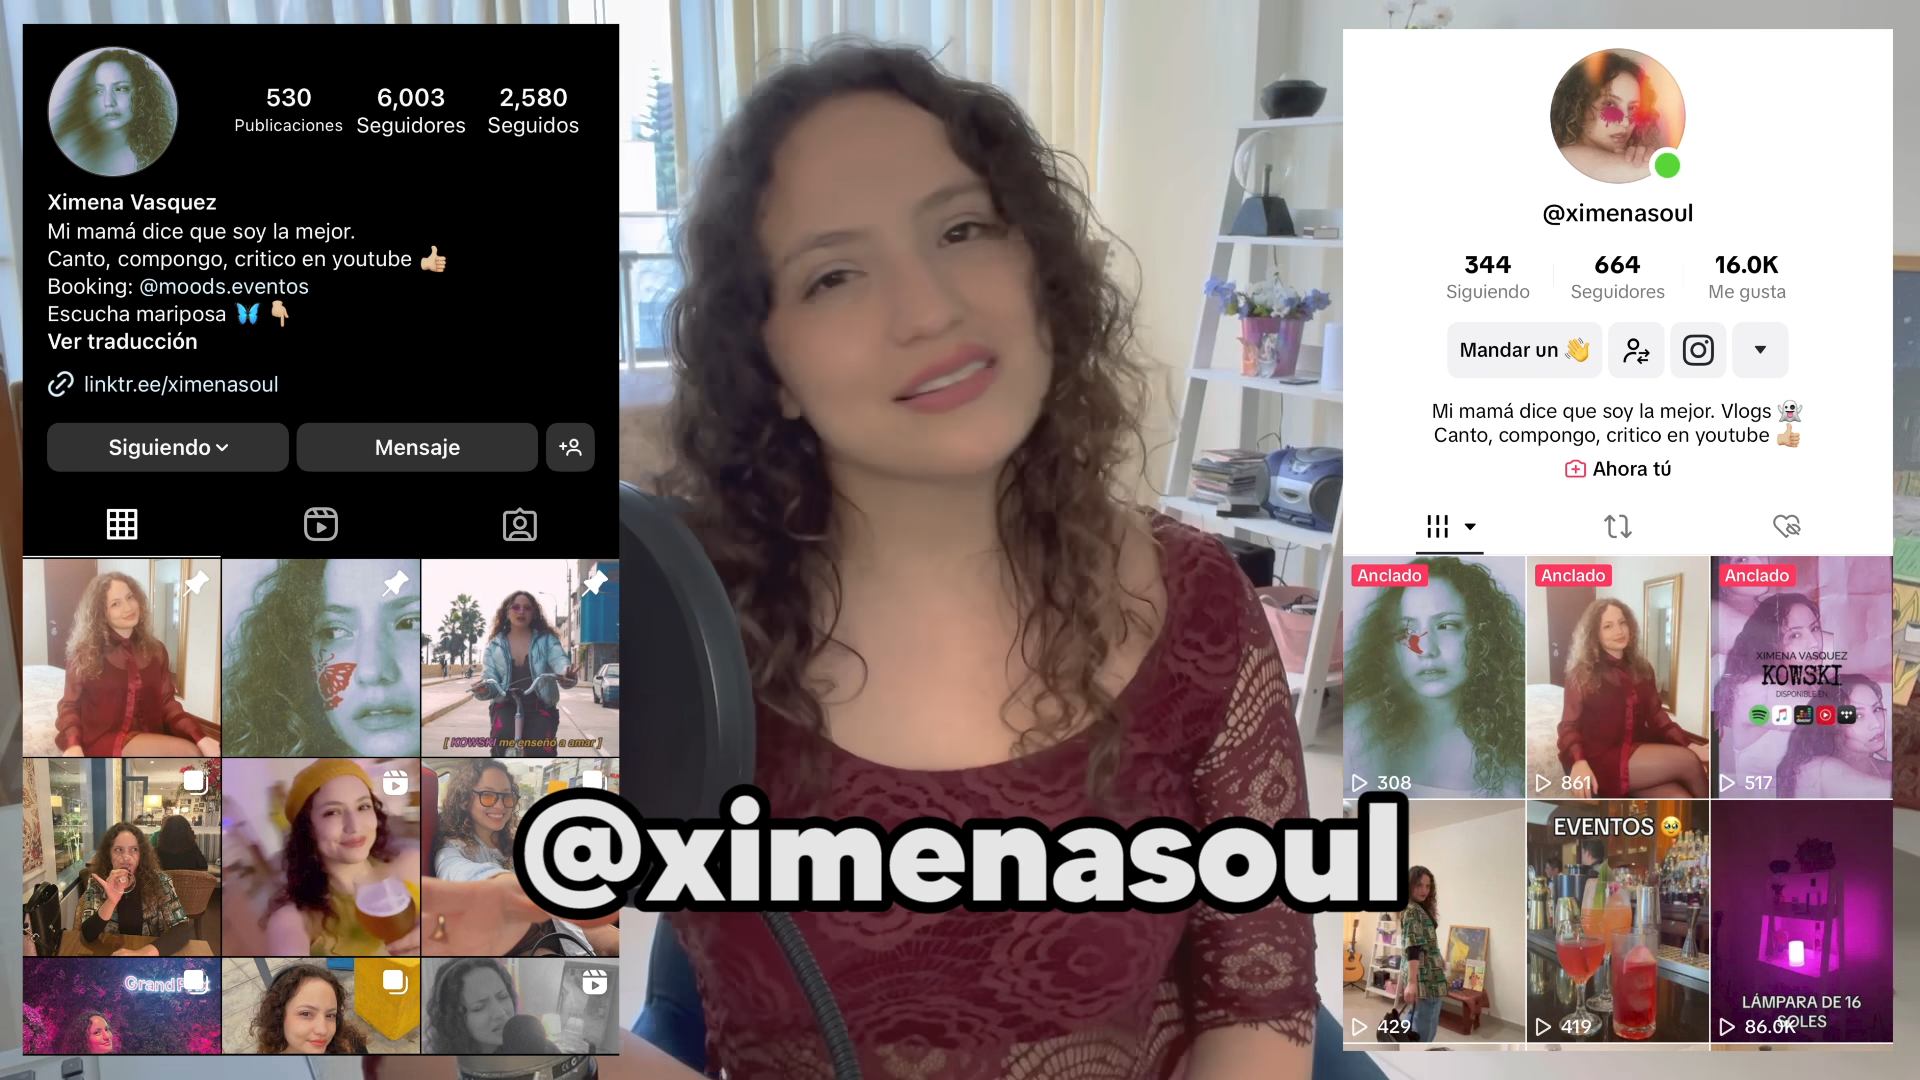 530
6,003
2,580
Publicaciones
Seguidores
Seguidos
Ximena Vasquez
Mi mamá dice que soy la mejor.
Canto, compongo, critico en youtube 👍🏼
Booking: @moods.eventos
Escucha mariposa 🦋 👇🏼
Ver traducción
linktr.ee/ximenasoul
Siguiendo
Mensaje
[ KOWSKI me enseñó a amar ]
@ximenasoul
@ximenasoul
344
664
16.0K
Siguiendo
Seguidores
Me gusta
Mandar un 👋
Mi mamá dice que soy la mejor. Vlogs 👻
Canto, compongo, critico en youtube 👍🏼
Ahora tú
Anclado
308
Anclado
861
Anclado
XIMENA VASQUEZ
KOWSKI
DISPONIBLE EN
517
429
EVENTOS 🥹
419
LÁMPARA DE 16
SOLES
86.0K